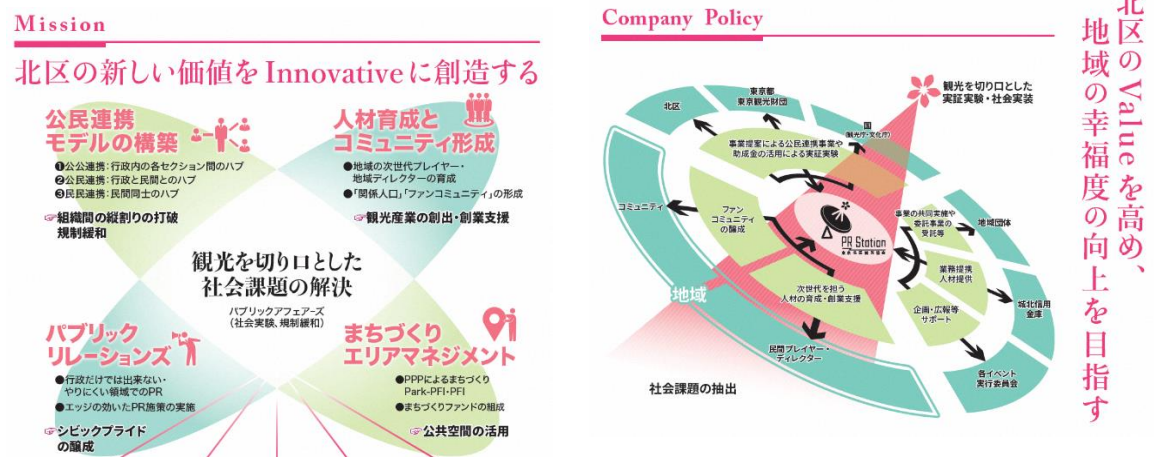 Mission
北区の新しい価値をInnovativeに創造する
公民連携
モデルの構築
❶公公連携：行政内の各セクション間のハブ
❷公民連携：行政と民間とのハブ
❸民民連携：民間同士のハブ
☞組織間の縦割りの打破
規制緩和
人材育成と
コミュニティ形成
●地域の次世代プレイヤー・
地域ディレクターの育成
●「関係人口」「ファンコミュニティ」の形成
☞観光産業の創出・創業支援
観光を切り口とした
社会課題の解決
パブリックアフェアーズ
（社会実験、規制緩和）
パブリック
リレーションズ
●行政だけでは出来ない・
やりにくい領域でのPR
●エッジの効いたPR施策の実施
☞シビックプライド
の醸成
まちづくり
エリアマネジメント
●PPPによるまちづくり
Park-PFI・PFI
●まちづくりファンドの組成
☞公共空間の活用
Company Policy
北区のValueを高め、
地域の幸福度の向上を目指す
観光を切り口とした
実証実験・社会実装
北区
東京都
東京観光財団
国
（観光庁・文化庁）
事業提案による公民連携事業や
助成金の活用による実証実験
コミュニティ
ファン
コミュニティ
の醸成
PR Station
事業の共同実施や
委託事業の
受託等
地域団体
業務提携
人材提供
城北信用
金庫
企画・広報等
サポート
各イベント
実行委員会
次世代を担う
人材の育成・創業支援
地域
民間プレイヤー・
ディレクター
社会課題の抽出